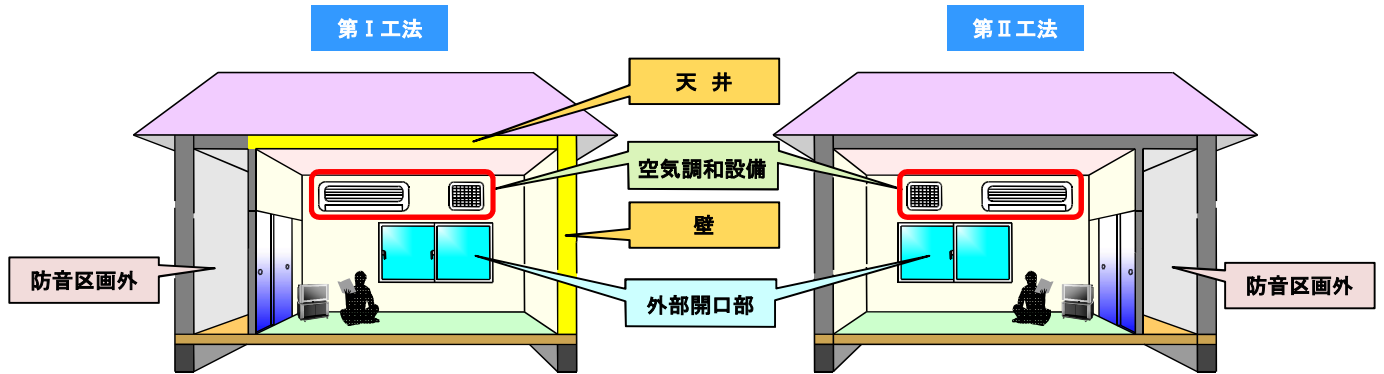 第Ⅰ工法
第Ⅱ工法
天 井
空気調和設備
壁
防音区画外
外部開口部
防音区画外